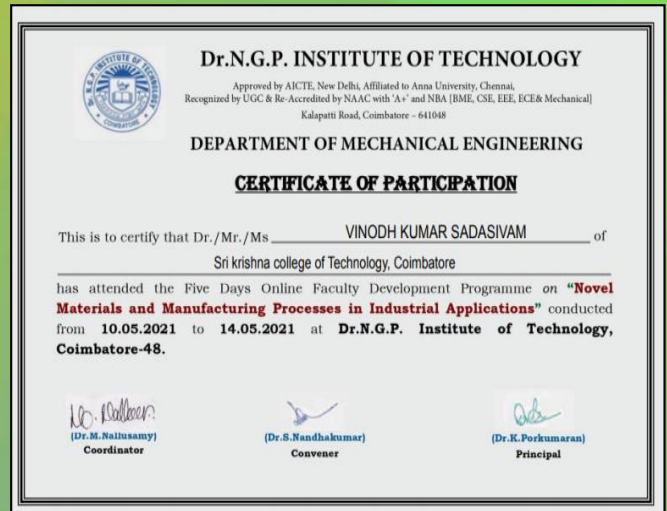 Dr.N.G.P. INSTITUTE OF TECHNOLOGY
Approved by AICTE, New Delhi, Affiliated to Anna University, Chennai,
Recognized by UGC & Re-Accredited by NAAC with 'A+' and NBA [BME, CSE, EEE, ECE& Mechanical]
Kalapatti Road, Coimbatore – 641048
DR. N.G.P. INSTITUTE OF TECHNOLOGY
COIMBATORE
DEPARTMENT OF MECHANICAL ENGINEERING
CERTIFICATE OF PARTICIPATION
This is to certify that Dr./Mr./Ms VINODH KUMAR SADASIVAM of
Sri krishna college of Technology, Coimbatore
has attended the Five Days Online Faculty Development Programme on "Novel
Materials and Manufacturing Processes in Industrial Applications" conducted
from 10.05.2021 to 14.05.2021 at Dr.N.G.P. Institute of Technology,
Coimbatore-48.
(Dr.M.Nallusamy) (Dr.S.Nandhakumar) (Dr.K.Porkumaran)
Coordinator Convener Principal